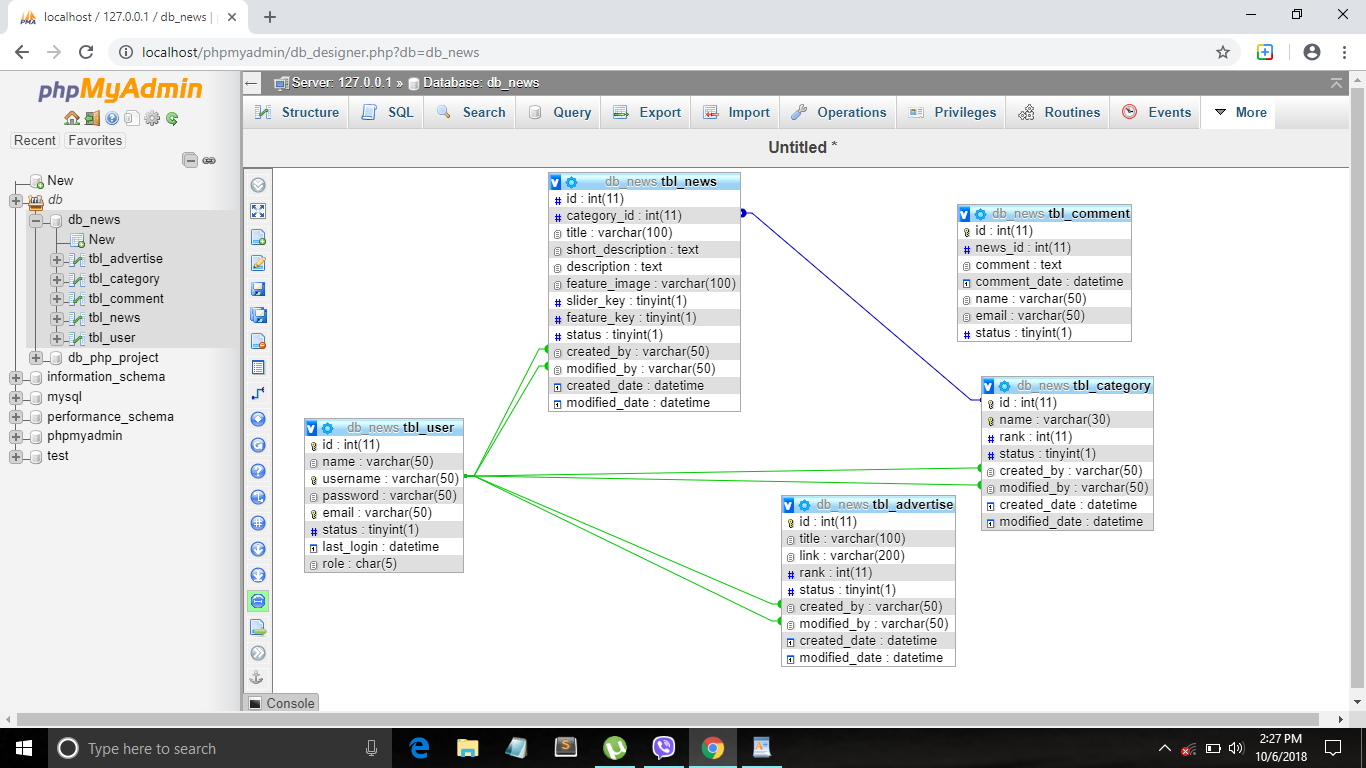 localhost / 127.0.0.1 / db_news |
localhost/phpmyadmin/db_designer.php?db=db_news
phpMyAdmin
Recent
Favorites
New
db
db_news
New
tbl_advertise
tbl_category
tbl_comment
tbl_news
tbl_user
db_php_project
information_schema
mysql
performance_schema
phpmyadmin
test
Server: 127.0.0.1 » Database: db_news
Structure SQL Search Query Export Import Operations Privileges Routines Events More
Untitled *
db_news tbl_news
id : int(11)
category_id : int(11)
title : varchar(100)
short_description : text
description : text
feature_image : varchar(100)
slider_key : tinyint(1)
feature_key : tinyint(1)
status : tinyint(1)
created_by : varchar(50)
modified_by : varchar(50)
created_date : datetime
modified_date : datetime
db_news tbl_comment
id : int(11)
news_id : int(11)
comment : text
comment_date : datetime
name : varchar(50)
email : varchar(50)
status : tinyint(1)
db_news tbl_category
id : int(11)
name : varchar(30)
rank : int(11)
status : tinyint(1)
created_by : varchar(50)
modified_by : varchar(50)
created_date : datetime
modified_date : datetime
db_news tbl_user
id : int(11)
name : varchar(50)
username : varchar(50)
password : varchar(50)
email : varchar(50)
status : tinyint(1)
last_login : datetime
role : char(5)
db_news tbl_advertise
id : int(11)
title : varchar(100)
link : varchar(200)
rank : int(11)
status : tinyint(1)
created_by : varchar(50)
modified_by : varchar(50)
created_date : datetime
modified_date : datetime
Console
Type here to search
2:27 PM
10/6/2018